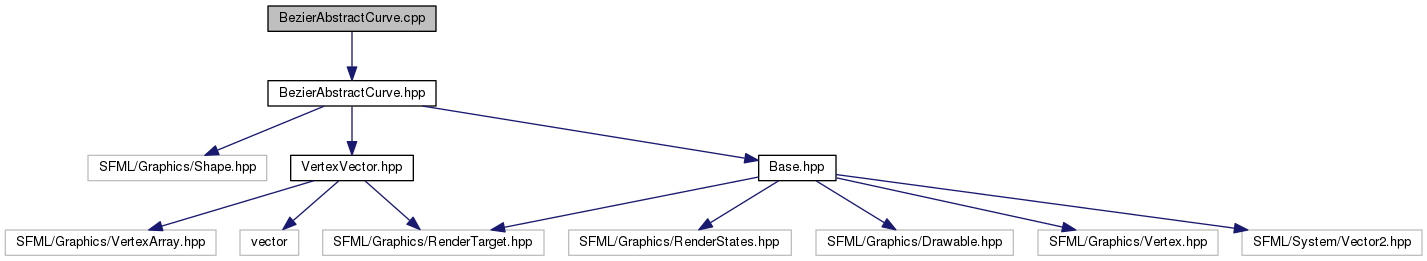 BezierAbstractCurve.cpp
BezierAbstractCurve.hpp
SFML/Graphics/Shape.hpp
VertexVector.hpp
Base.hpp
SFML/Graphics/VertexArray.hpp
vector
SFML/Graphics/RenderTarget.hpp
SFML/Graphics/RenderStates.hpp
SFML/Graphics/Drawable.hpp
SFML/Graphics/Vertex.hpp
SFML/System/Vector2.hpp